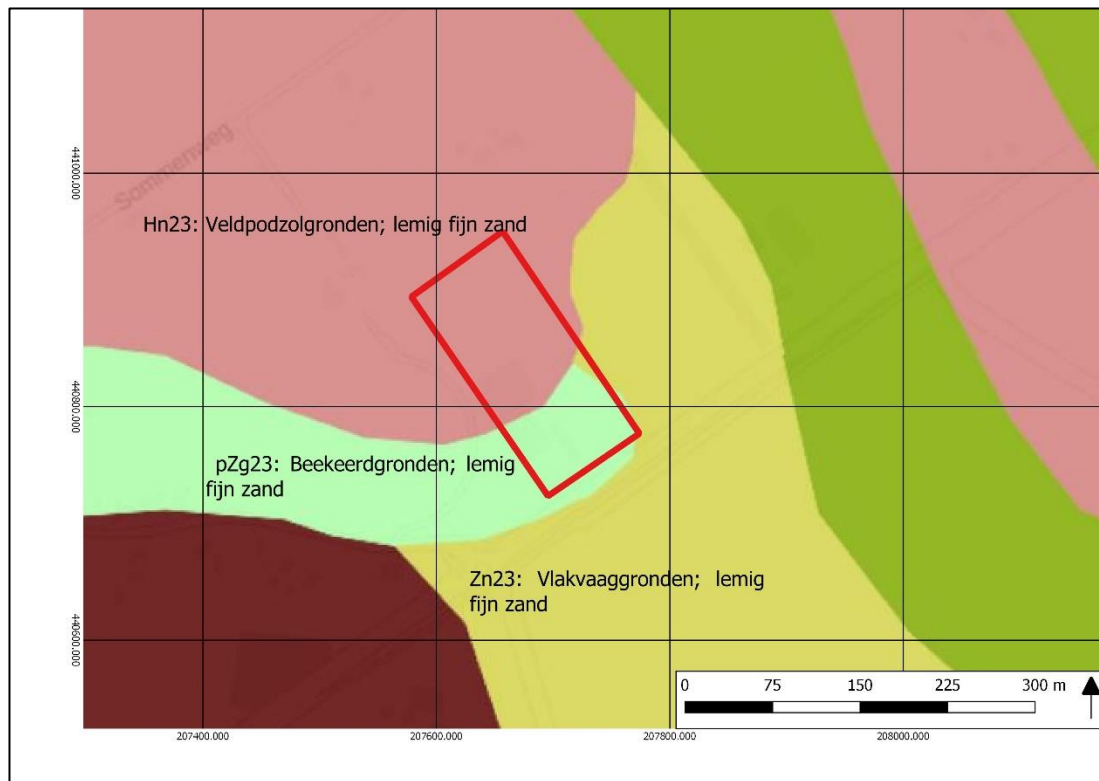 Sommenweg
441000.000
Hn23: Veldpodzolgronden; lemig fijn zand
440800.000
pZg23: Beekeerdgronden; lemig
fijn zand
Zn23: Vlakvaaggronden; lemig
fijn zand
440600.000
0 75 150 225 300 m
207400.000 207600.000 207800.000 208000.000